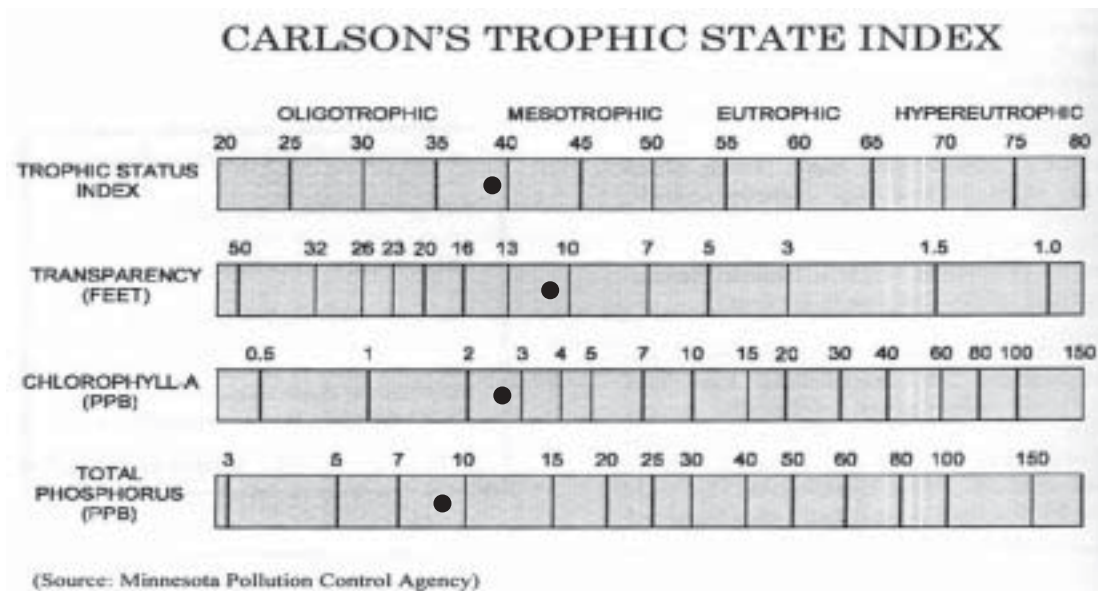 CARLSON'S TROPHIC STATE INDEX
OLIGOTROPHIC MESOTROPHIC EUTROPHIC HYPEREUTROPHIC
20 25 30 35 40 45 50 55 60 65 70 75 80
TROPHIC STATUS
INDEX
50 32 26 23 20 16 13 10 7 5 3 1.5 1.0
TRANSPARENCY
(FEET)
0.5 1 2 3 4 5 7 10 15 20 30 40 60 80 100 150
CHLOROPHYLL-A
(PPB)
3 5 7 10 15 20 25 30 40 50 60 80 100 150
TOTAL
PHOSPHORUS
(PPB)
(Source: Minnesota Pollution Control Agency)